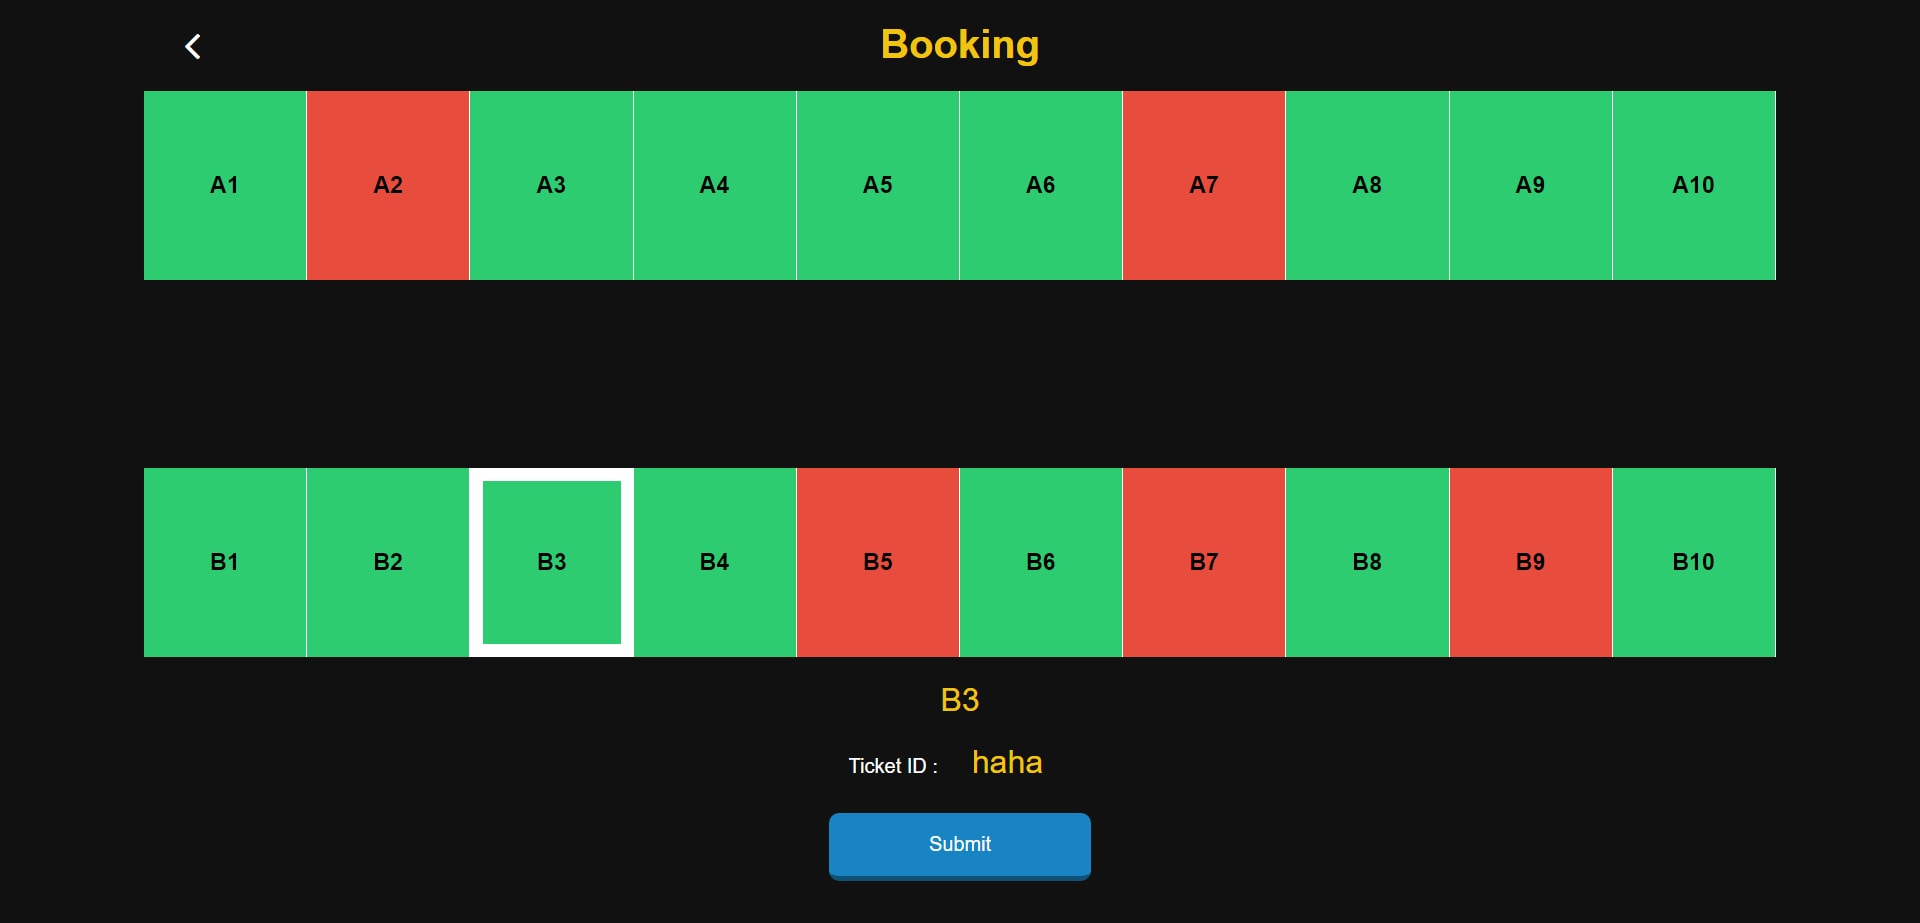 Booking
A1 A2 A3 A4 A5 A6 A7 A8 A9 A10
B1 B2 B3 B4 B5 B6 B7 B8 B9 B10
B3
Ticket ID : haha
Submit